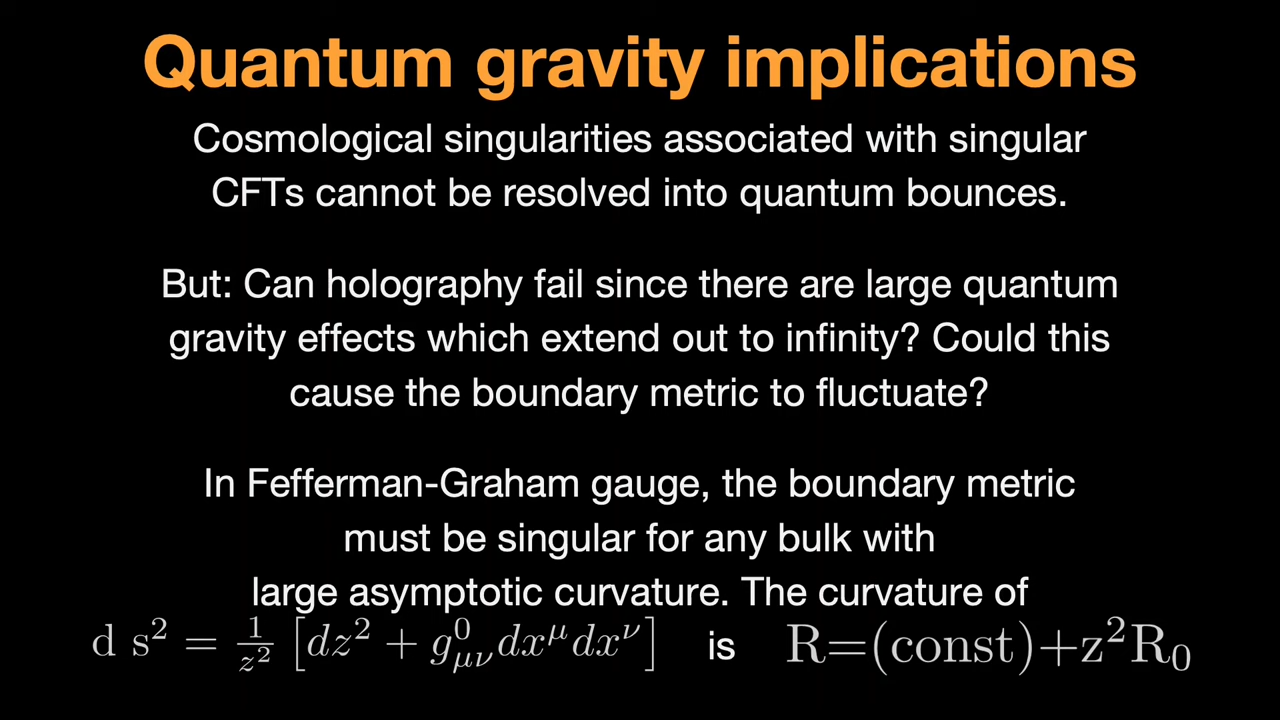 Quantum gravity implications
Cosmological singularities associated with singular
CFTs cannot be resolved into quantum bounces.
But: Can holography fail since there are large quantum
gravity effects which extend out to infinity? Could this
cause the boundary metric to fluctuate?
In Fefferman-Graham gauge, the boundary metric
must be singular for any bulk with
large asymptotic curvature. The curvature of
d s² = 1/z² [dz² + g⁰_μν dx^μ dx^ν] is R=(const)+z²R₀